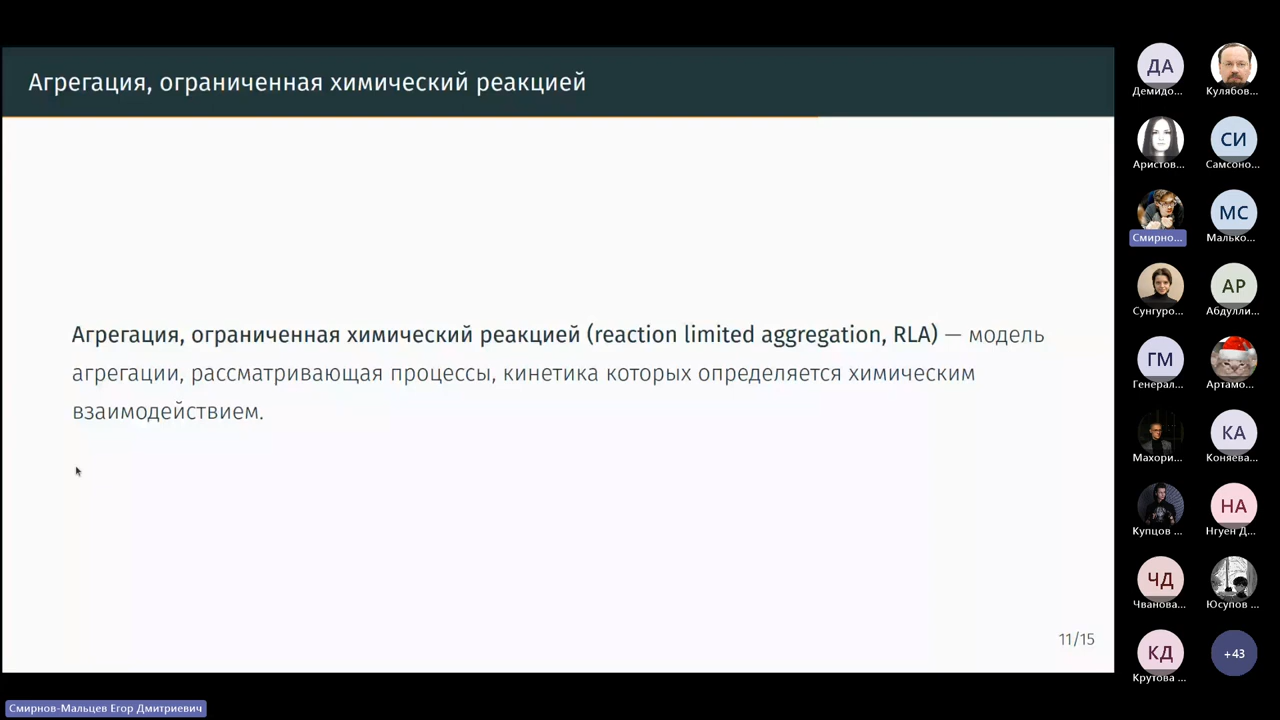 Агрегация, ограниченная химический реакцией
Агрегация, ограниченная химический реакцией (reaction limited aggregation, RLA) — модель
агрегации, рассматривающая процессы, кинетика которых определяется химическим
взаимодействием.
11/15
ДА
Демидо...
Кулябов...
Аристов...
СИ
Самсоно...
Смирно...
МС
Малько...
Сунгуро...
АР
Абдулли...
ГМ
Генерал...
Артамо...
Махори...
КА
Коняева...
Купцов ...
НА
Нгуен Д...
ЧД
Чванова...
Юсупов ...
КД
Крутова ...
+43
Смирнов-Мальцев Егор Дмитриевич